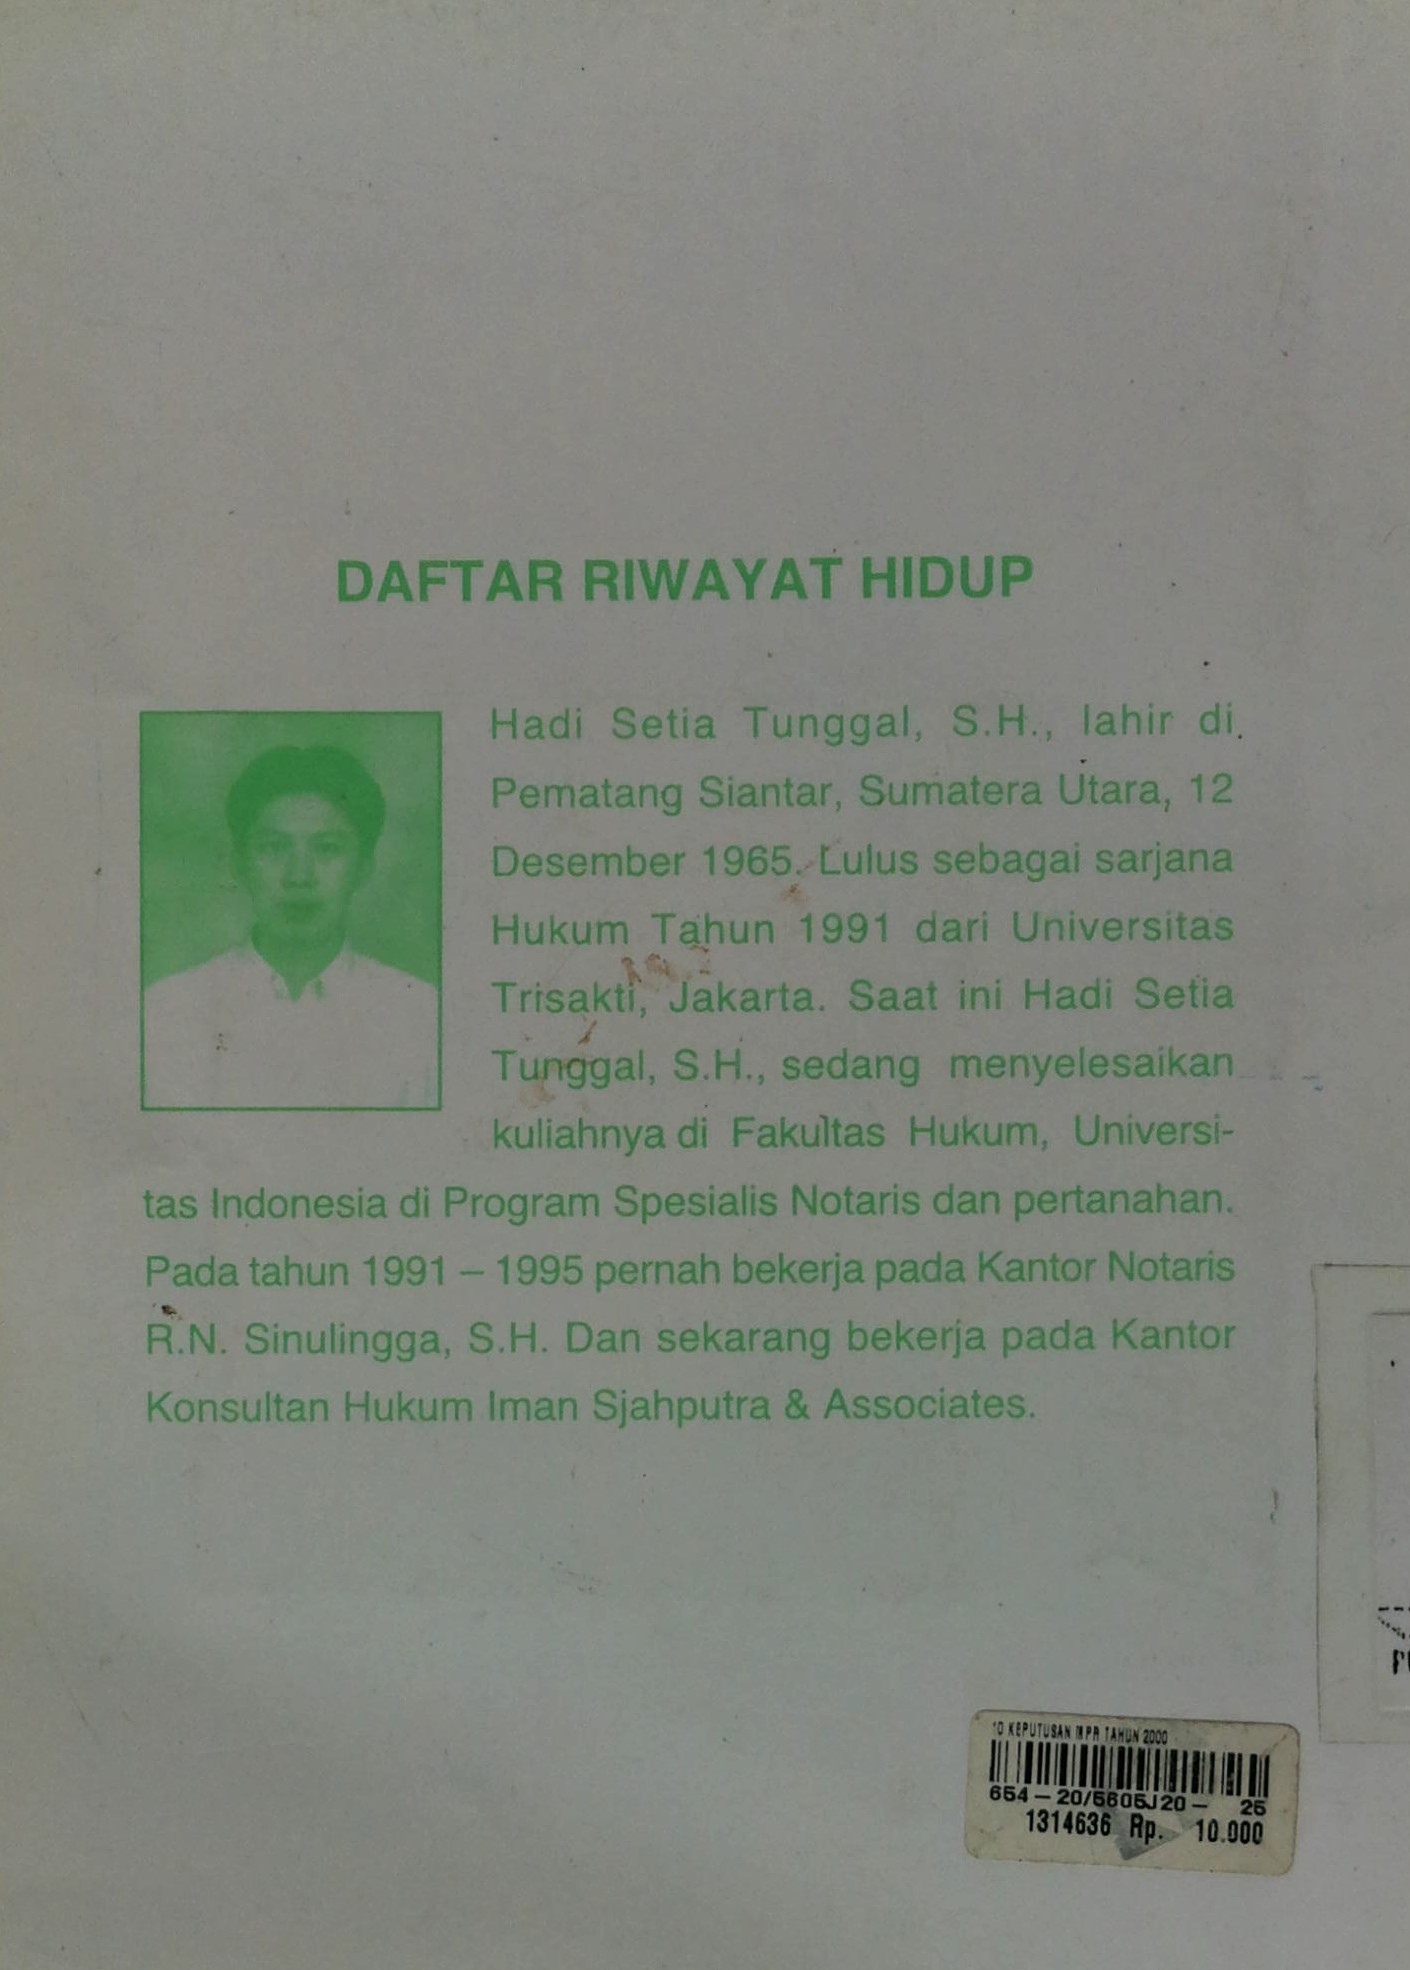 DAFTAR RIWAYAT HIDUP
Hadi Setia Tunggal, S.H., lahir di
Pematang Siantar, Sumatera Utara, 12
Desember 1965. Lulus sebagai sarjana
Hukum Tahun 1991 dari Universitas
Trisakti, Jakarta. Saat ini Hadi Setia
Tunggal, S.H., sedang menyelesaikan
kuliahnya di Fakultas Hukum, Universi-
tas Indonesia di Program Spesialis Notaris dan pertanahan.
Pada tahun 1991 – 1995 pernah bekerja pada Kantor Notaris
R.N. Sinulingga, S.H. Dan sekarang bekerja pada Kantor
Konsultan Hukum Iman Sjahputra & Associates.
KEPUTUSAN MPR TAHUN 2000
654-20/5605J20- 25
1314636 Rp. 10.000